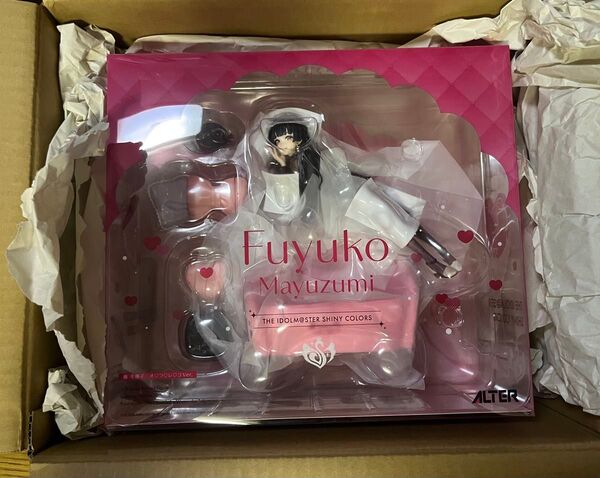 Fuyuko
Mayuzumi
THE IDOLM@STER SHINY COLORS
ALTER